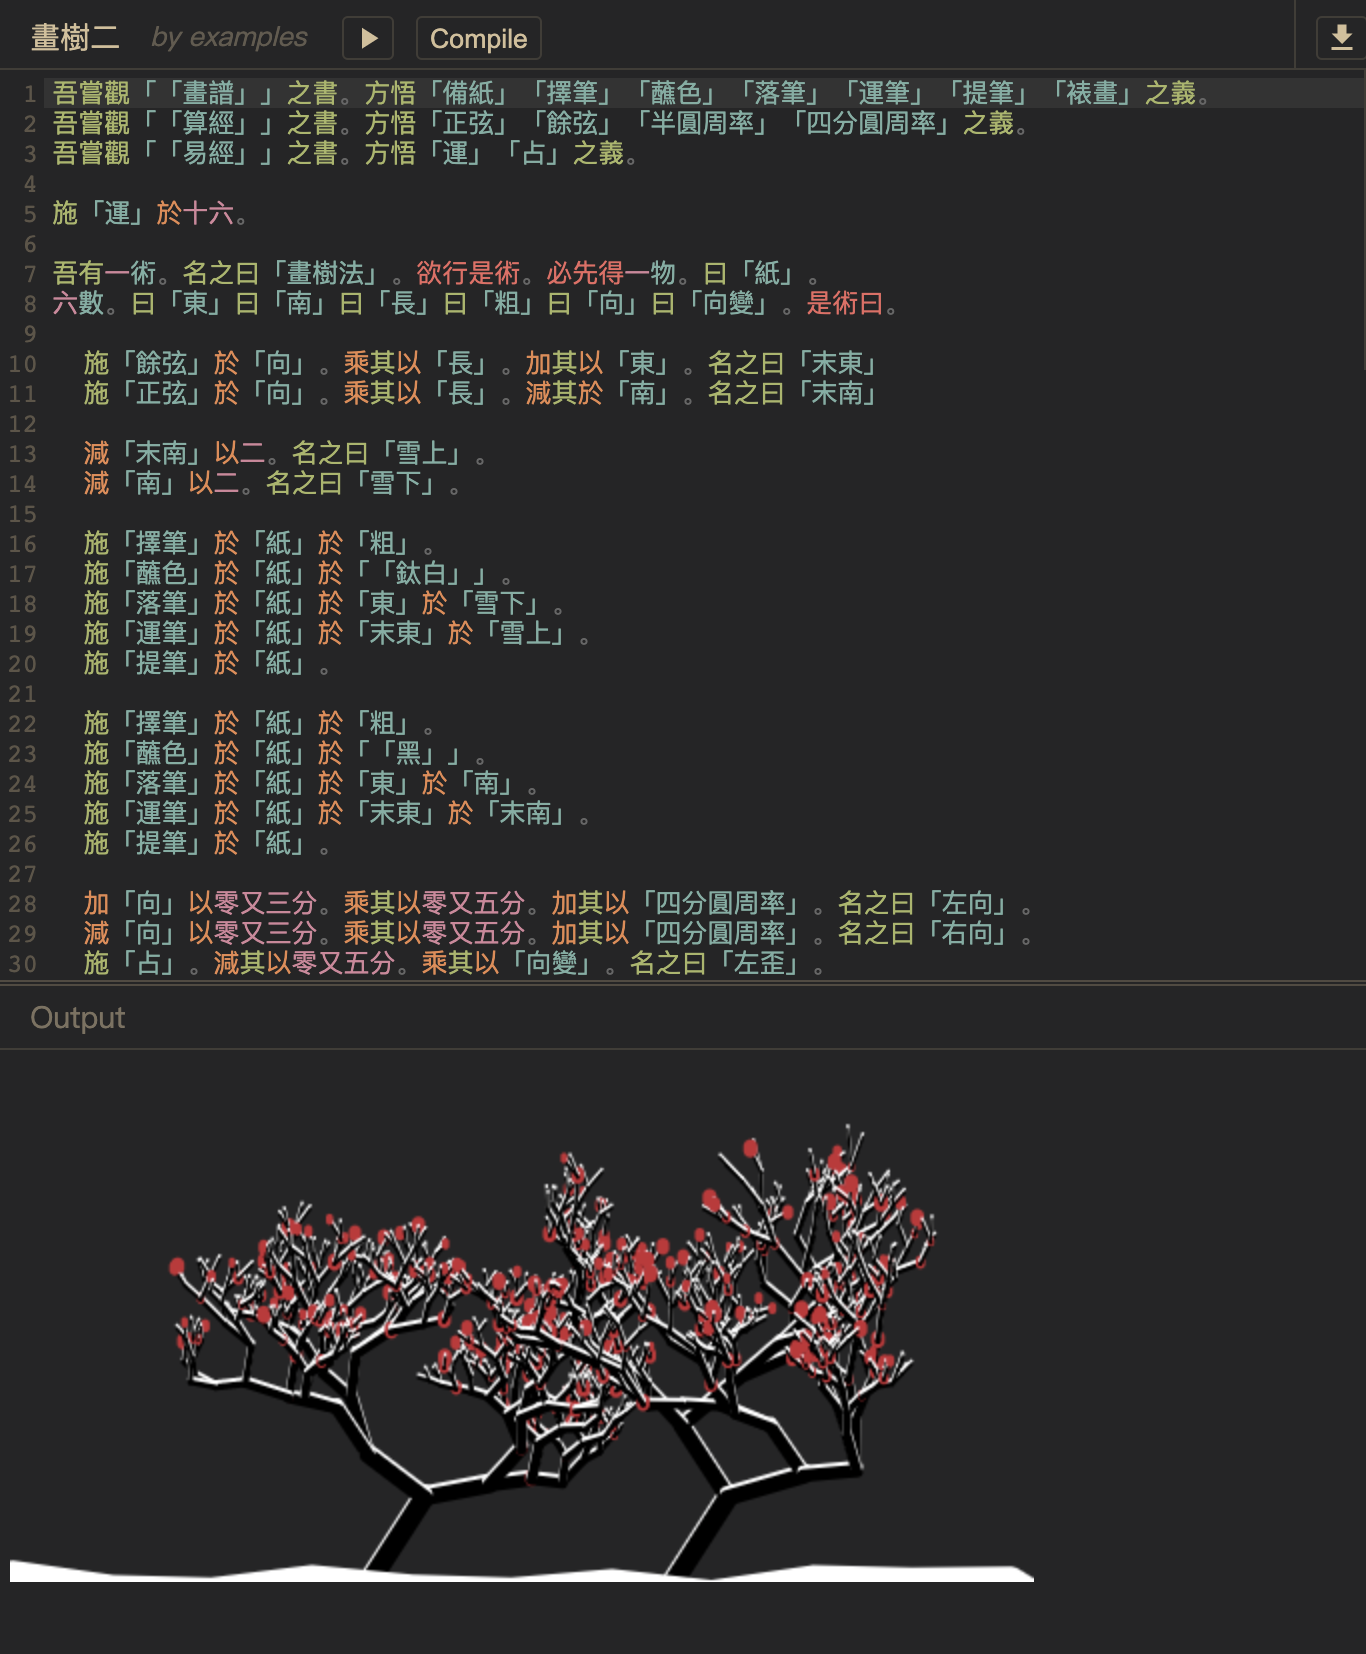 畫樹二 by examples Compile
1 吾嘗觀「「畫譜」」之書。方悟「備紙」「擇筆」「蘸色」「落筆」「運筆」「提筆」「裱畫」之義。
2 吾嘗觀「「算經」」之書。方悟「正弦」「餘弦」「半圓周率」「四分圓周率」之義。
3 吾嘗觀「「易經」」之書。方悟「運」「占」之義。
4
5 施「運」於十六。
6
7 吾有一術。名之曰「畫樹法」。欲行是術。必先得一物。曰「紙」。
8 六數。曰「東」曰「南」曰「長」曰「粗」曰「向」曰「向變」。是術曰。
9
10 施「餘弦」於「向」。乘其以「長」。加其以「東」。名之曰「末東」
11 施「正弦」於「向」。乘其以「長」。減其於「南」。名之曰「末南」
12
13 減「末南」以二。名之曰「雪上」。
14 減「南」以二。名之曰「雪下」。
15
16 施「擇筆」於「紙」於「粗」。
17 施「蘸色」於「紙」於「「鈦白」」。
18 施「落筆」於「紙」於「東」於「雪下」。
19 施「運筆」於「紙」於「末東」於「雪上」。
20 施「提筆」於「紙」。
21
22 施「擇筆」於「紙」於「粗」。
23 施「蘸色」於「紙」於「「黑」」。
24 施「落筆」於「紙」於「東」於「南」。
25 施「運筆」於「紙」於「末東」於「末南」。
26 施「提筆」於「紙」。
27
28 加「向」以零又三分。乘其以零又五分。加其以「四分圓周率」。名之曰「左向」。
29 減「向」以零又三分。乘其以零又五分。加其以「四分圓周率」。名之曰「右向」。
30 施「占」。減其以零又五分。乘其以「向變」。名之曰「左歪」。
Output